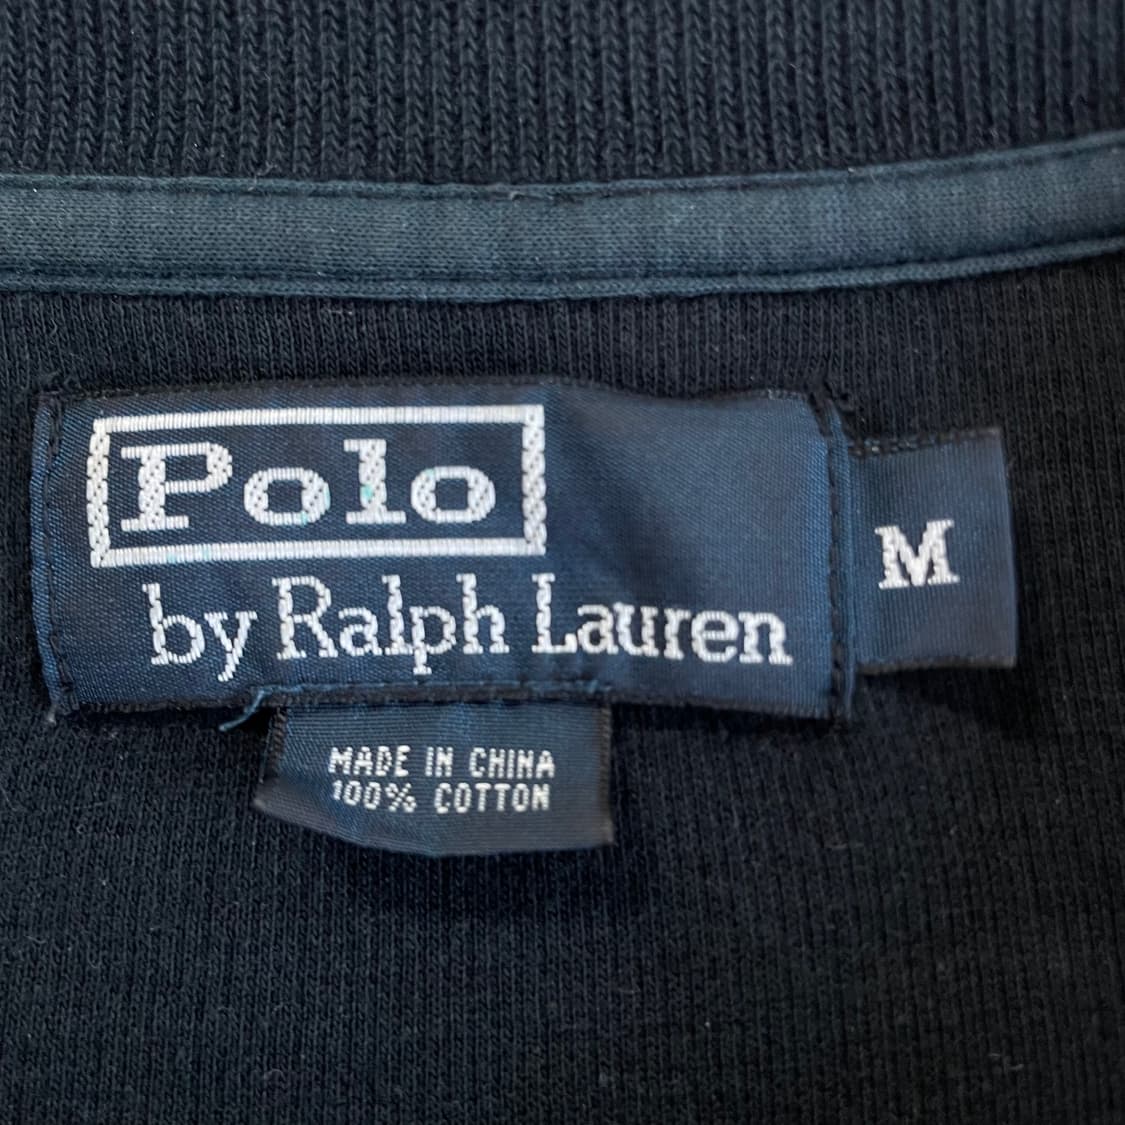 Polo
by Ralph Lauren
M
MADE IN CHINA
100% COTTON